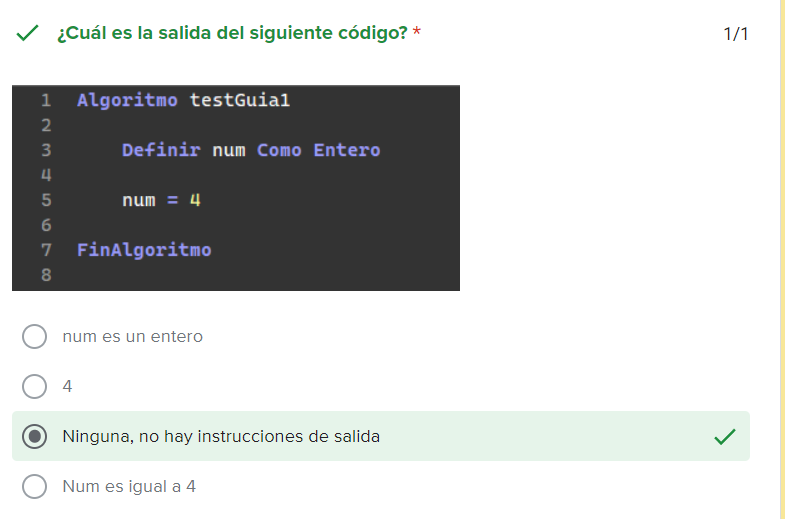 ¿Cuál es la salida del siguiente código? *
1/1
1 Algoritmo testGuia1
2
3 Definir num Como Entero
4
5 num = 4
6
7 FinAlgoritmo
8
num es un entero
4
Ninguna, no hay instrucciones de salida
Num es igual a 4